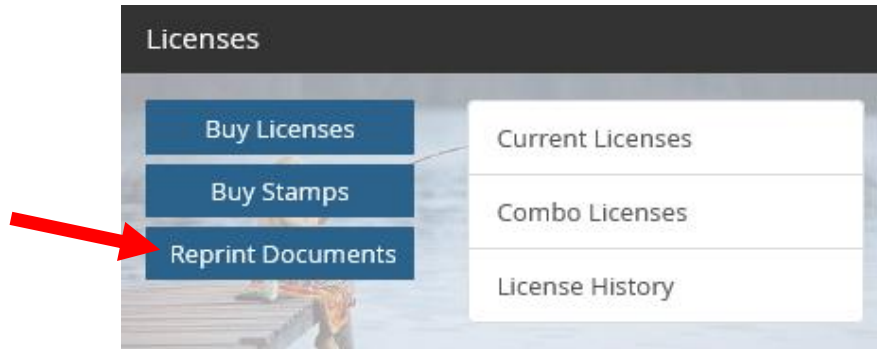 Licenses
Buy Licenses
Buy Stamps
Reprint Documents
Current Licenses
Combo Licenses
License History